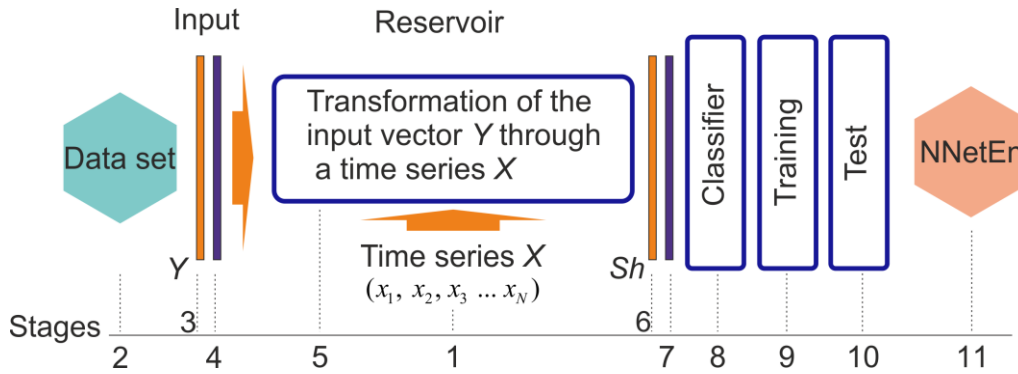 Input
Reservoir
Data set
Transformation of the
input vector Y through
a time series X
Classifier
Training
Test
NNetEn
Y
Time series X
(x₁, x₂, x₃ ... x_N)
Sh
Stages
2
3
4
5
1
6
7
8
9
10
11